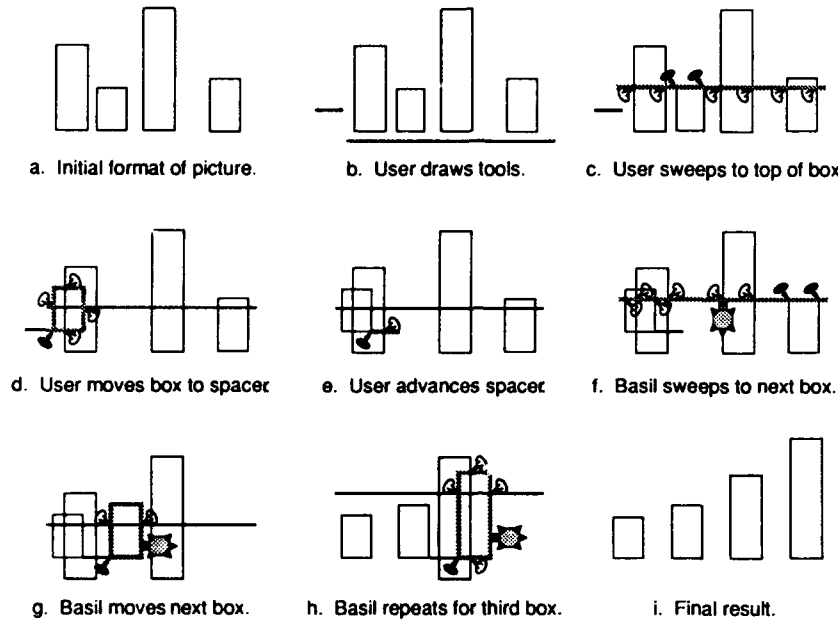 a. Initial format of picture.
b. User draws tools.
c. User sweeps to top of box
d. User moves box to spacer.
e. User advances spacer
f. Basil sweeps to next box.
g. Basil moves next box.
h. Basil repeats for third box.
i. Final result.